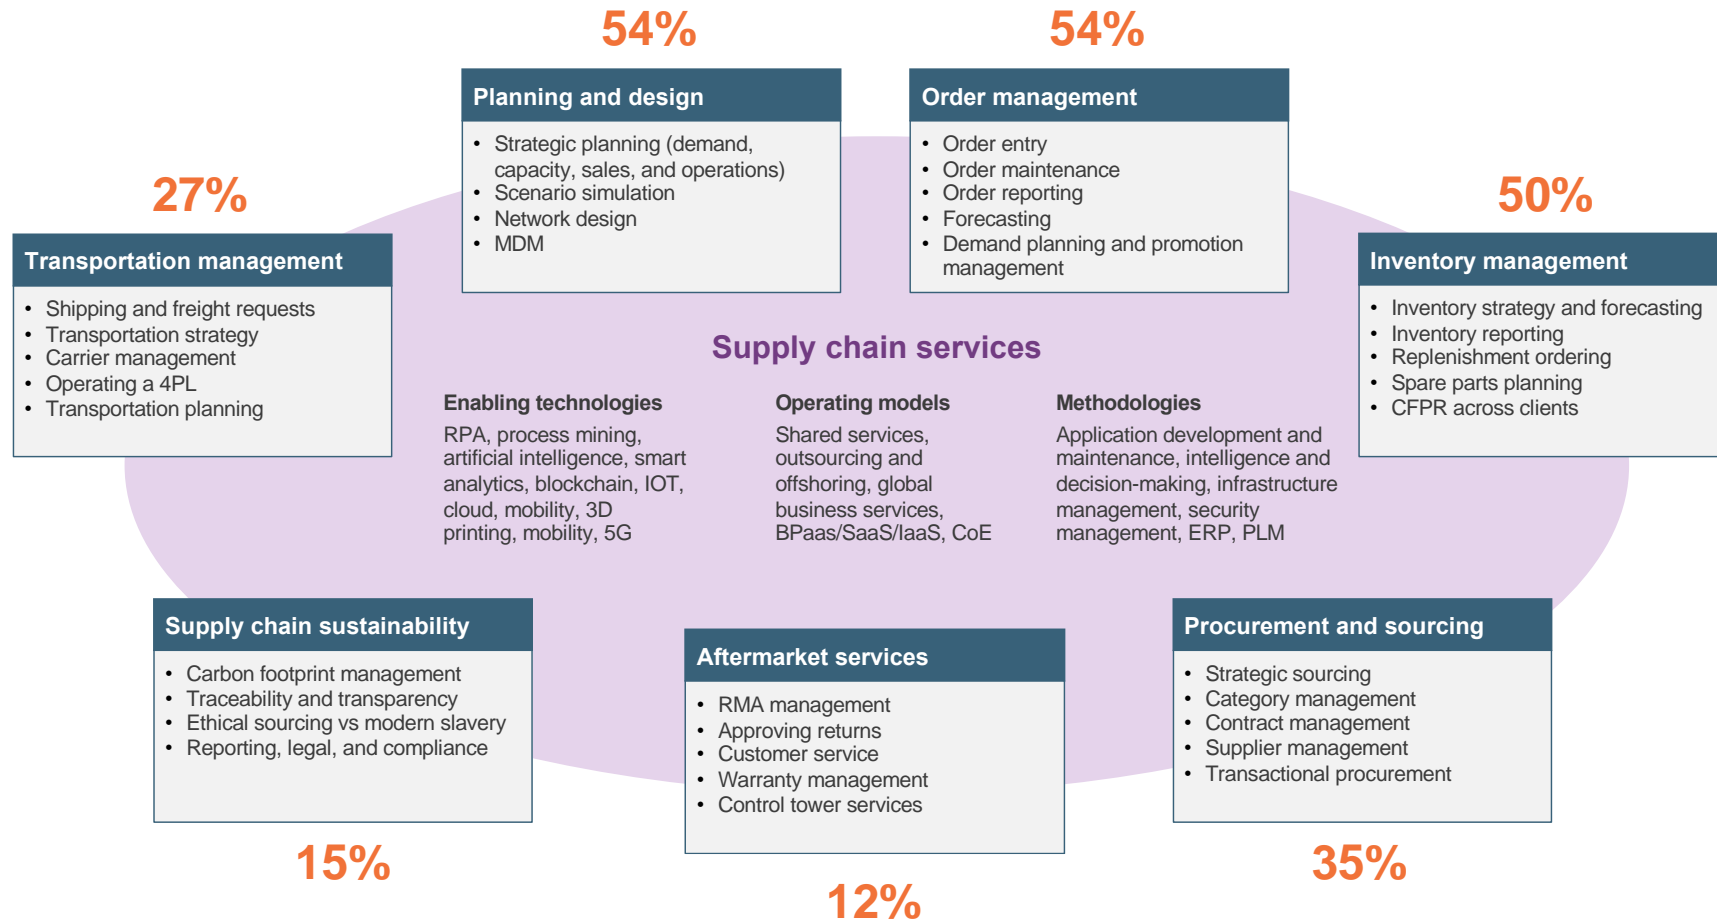 54%
54%
Planning and design
• Strategic planning (demand,
capacity, sales, and operations)
• Scenario simulation
• Network design
• MDM
Order management
• Order entry
• Order maintenance
• Order reporting
• Forecasting
• Demand planning and promotion
management
27%
Transportation management
• Shipping and freight requests
• Transportation strategy
• Carrier management
• Operating a 4PL
• Transportation planning
50%
Inventory management
• Inventory strategy and forecasting
• Inventory reporting
• Replenishment ordering
• Spare parts planning
• CFPR across clients
Supply chain services
Enabling technologies
RPA, process mining,
artificial intelligence, smart
analytics, blockchain, IOT,
cloud, mobility, 3D
printing, mobility, 5G
Operating models
Shared services,
outsourcing and
offshoring, global
business services,
BPaas/SaaS/IaaS, CoE
Methodologies
Application development and
maintenance, intelligence and
decision-making, infrastructure
management, security
management, ERP, PLM
Supply chain sustainability
• Carbon footprint management
• Traceability and transparency
• Ethical sourcing vs modern slavery
• Reporting, legal, and compliance
15%
Aftermarket services
• RMA management
• Approving returns
• Customer service
• Warranty management
• Control tower services
12%
Procurement and sourcing
• Strategic sourcing
• Category management
• Contract management
• Supplier management
• Transactional procurement
35%